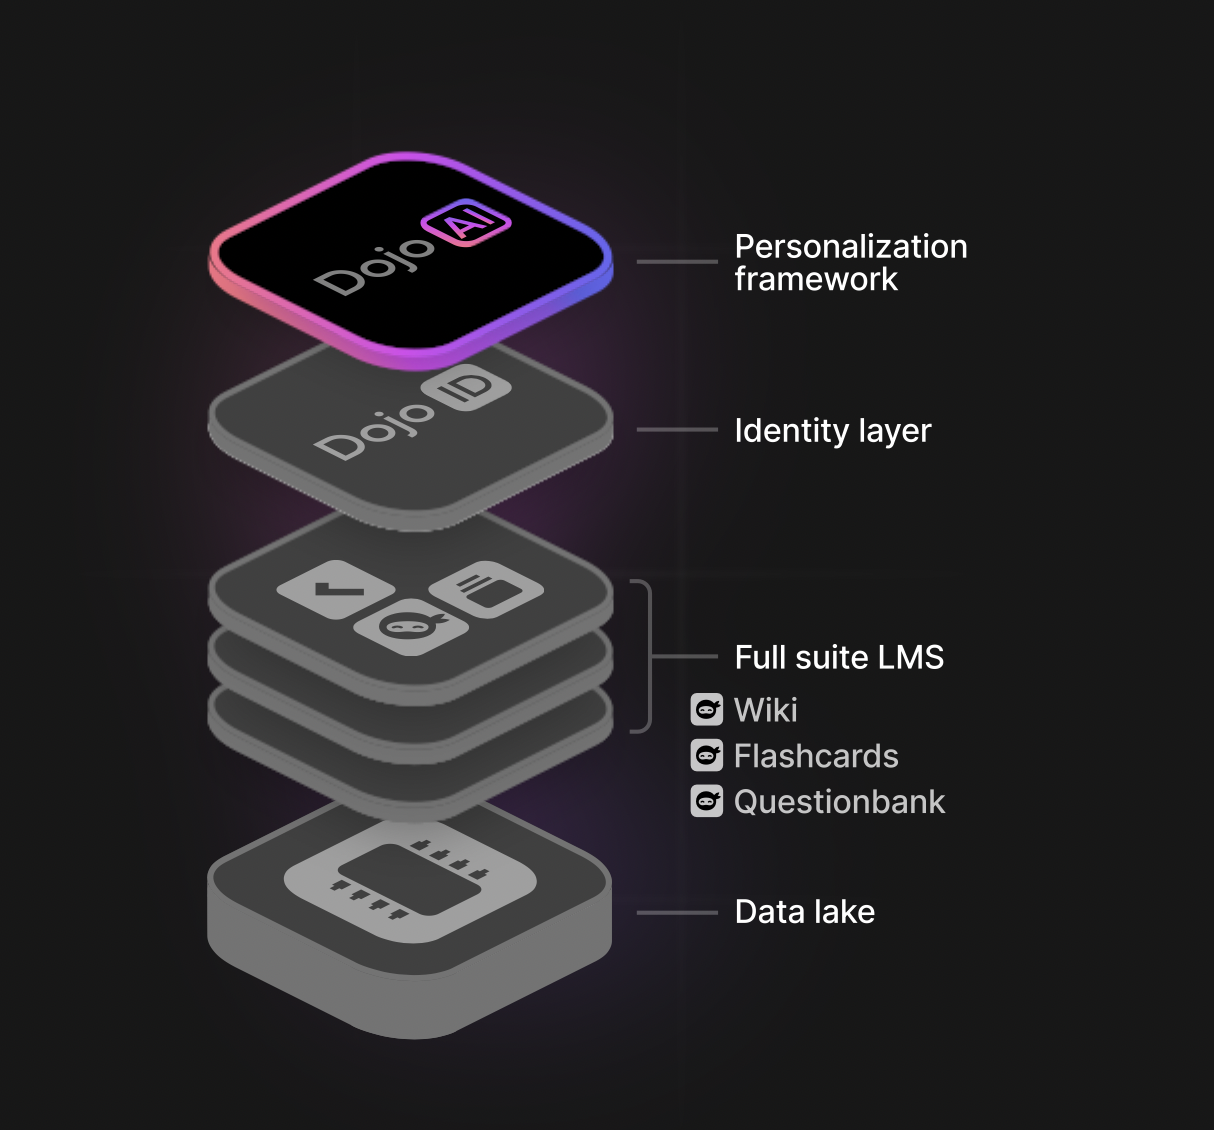 Dojo AI
Personalization
framework
Dojo ID
Identity layer
Full suite LMS
Wiki
Flashcards
Questionbank
Data lake